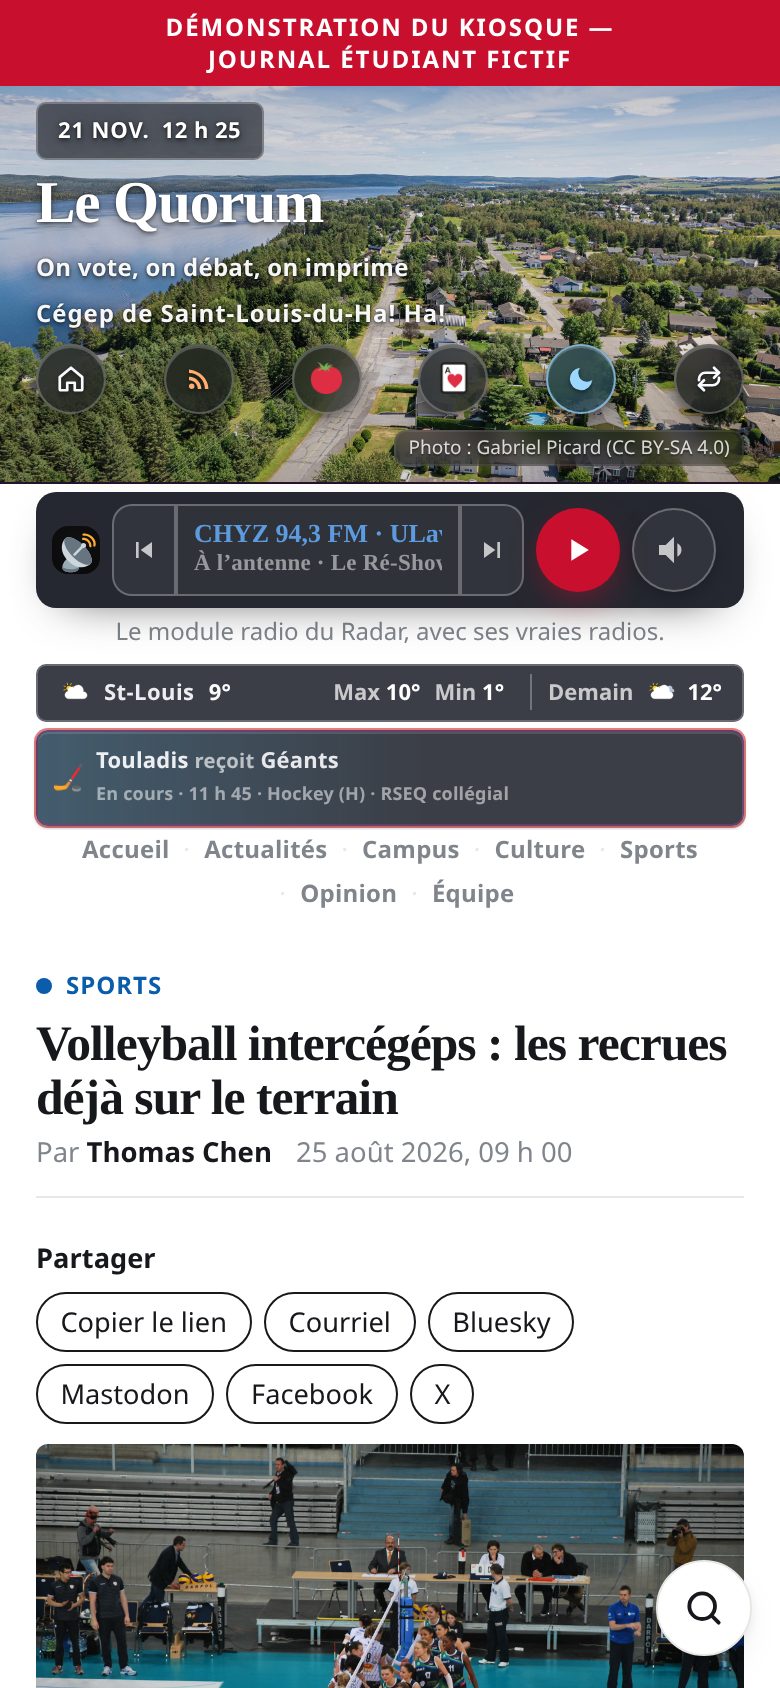 DÉMONSTRATION DU KIOSQUE —
JOURNAL ÉTUDIANT FICTIF
21 NOV. 12 h 25
Le Quorum
On vote, on débat, on imprime
Cégep de Saint-Louis-du-Ha! Ha!
A
Photo : Gabriel Picard (CC BY-SA 4.0)
CHYZ 94,3 FM · ULav
À l’antenne · Le Ré-Show
Le module radio du Radar, avec ses vraies radios.
St-Louis 9° Max 10° Min 1° Demain 12°
Touladis reçoit Géants
En cours · 11 h 45 · Hockey (H) · RSEQ collégial
Accueil · Actualités · Campus · Culture · Sports
· Opinion · Équipe
SPORTS
Volleyball intercégéps : les recrues
déjà sur le terrain
Par Thomas Chen 25 août 2026, 09 h 00
Partager
Copier le lien Courriel Bluesky
Mastodon Facebook X